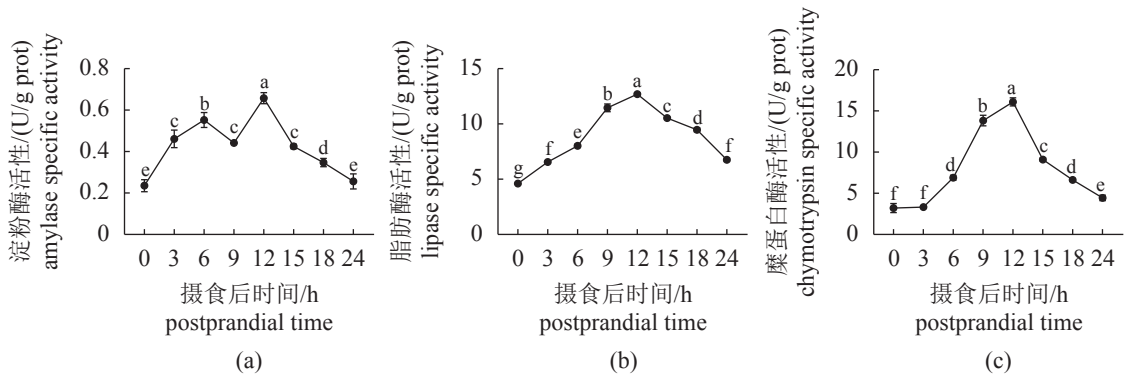 淀粉酶活性/(U/g prot)
amylase specific activity
0.8
0.6
0.4
0.2
0
e
c
b
c
a
c
d
e
0 3 6 9 12 15 18 24
摄食后时间/h
postprandial time
(a)
脂肪酶活性/(U/g prot)
lipase specific activity
15
10
5
0
g
f
e
b
a
c
d
f
0 3 6 9 12 15 18 24
摄食后时间/h
postprandial time
(b)
糜蛋白酶活性/(U/g prot)
chymotrypsin specific activity
20
15
10
5
0
f
f
d
b
a
c
d
e
0 3 6 9 12 15 18 24
摄食后时间/h
postprandial time
(c)